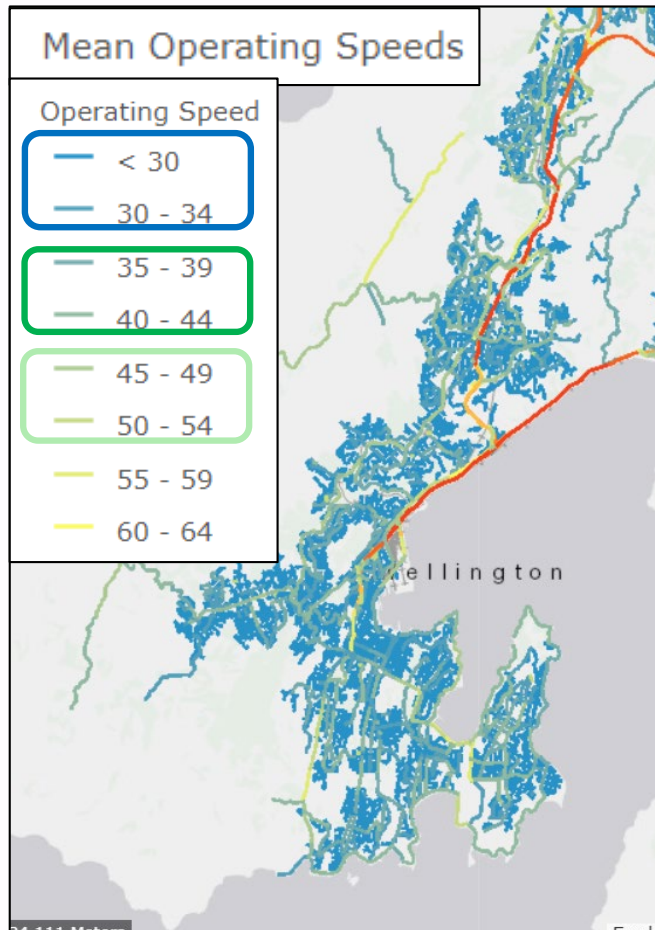 Mean Operating Speeds
Operating Speed
< 30
30 - 34
35 - 39
40 - 44
45 - 49
50 - 54
55 - 59
60 - 64
ellington